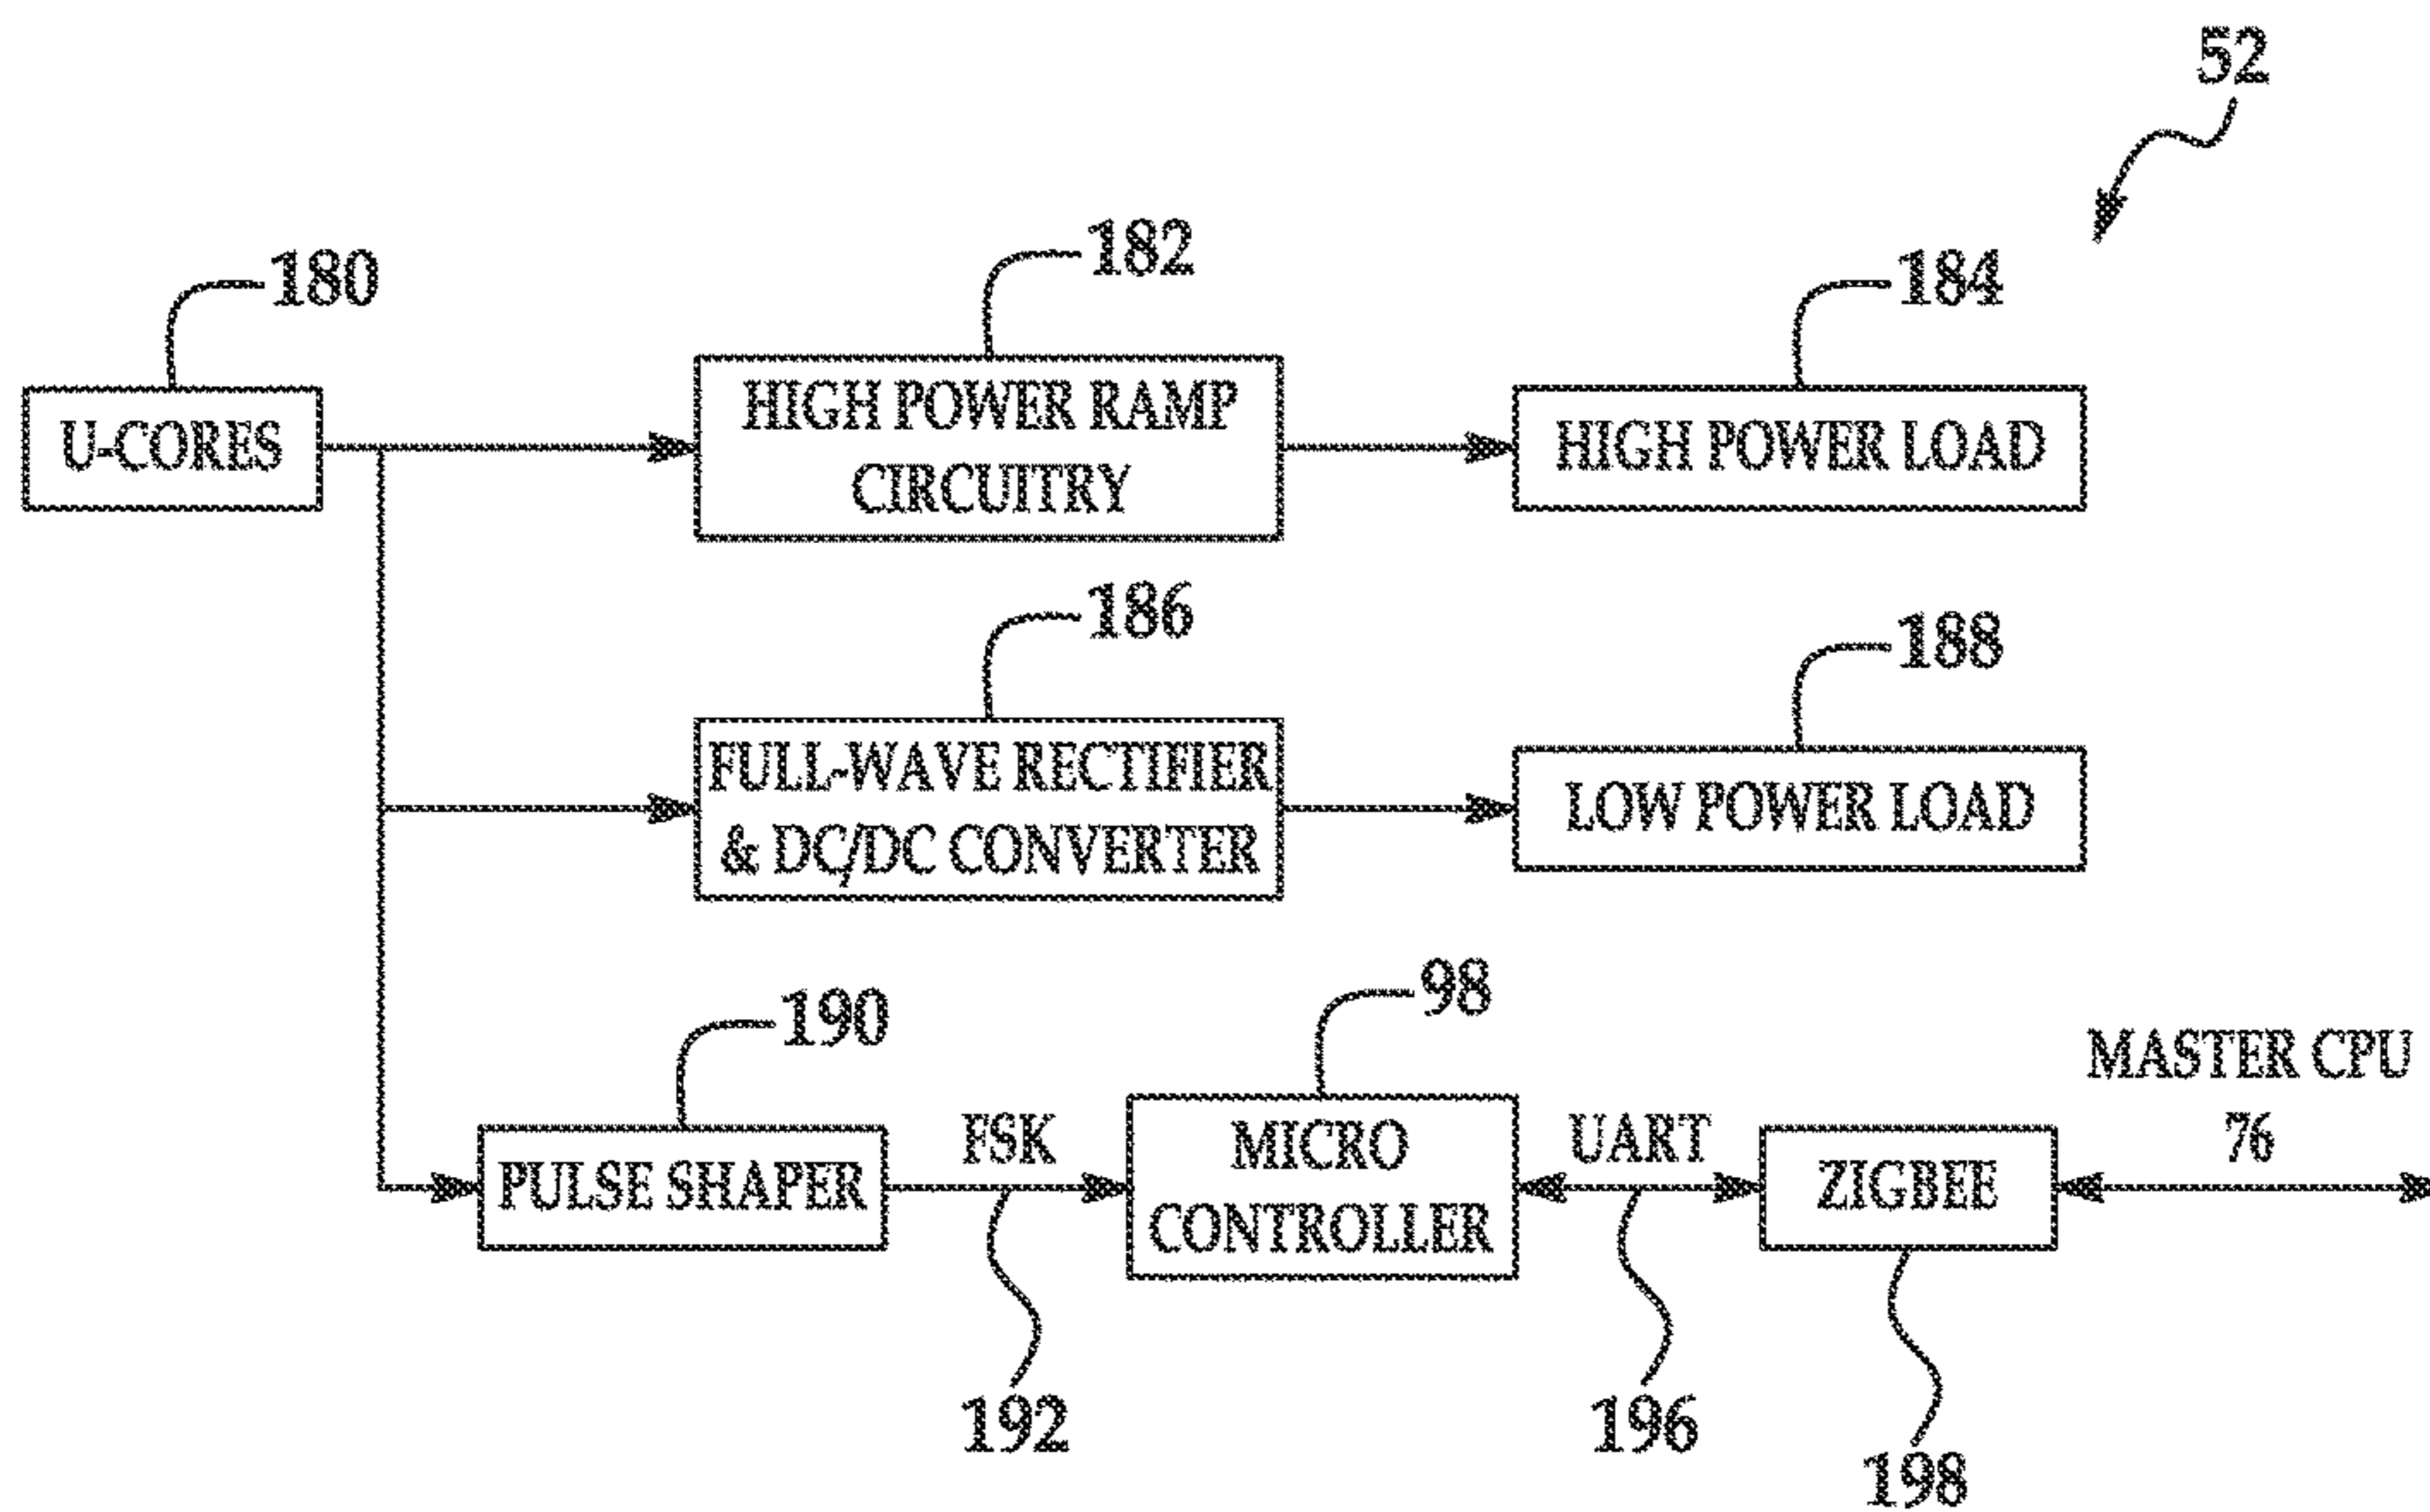 52
180
182
184
U-CORES
HIGH POWER RAMP
CIRCUITRY
HIGH POWER LOAD
186
188
FULL-WAVE RECTIFIER
& DC/DC CONVERTER
LOW POWER LOAD
190
98
MASTER CPU
76
PULSE SHAPER
FSK
MICRO
CONTROLLER
UART
ZIGBEE
192
196
198